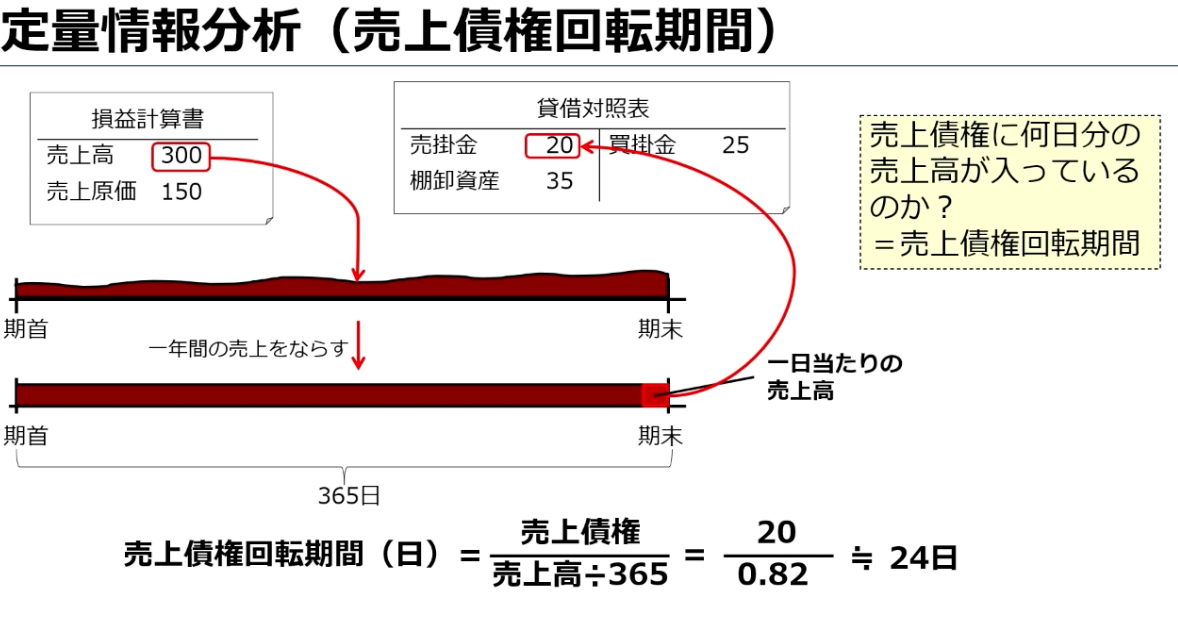 定量情報分析（売上債権回転期間）
損益計算書
売上高 300
売上原価 150
貸借対照表
売掛金 20 買掛金 25
棚卸資産 35
売上債権に何日分の
売上高が入っている
のか？
＝売上債権回転期間
期首 期末
一年間の売上をならす
一日当たりの
売上高
期首 期末
365日
売上債権回転期間（日）＝ 売上債権 ＝ 20 ≒ 24日
売上高÷365 0.82